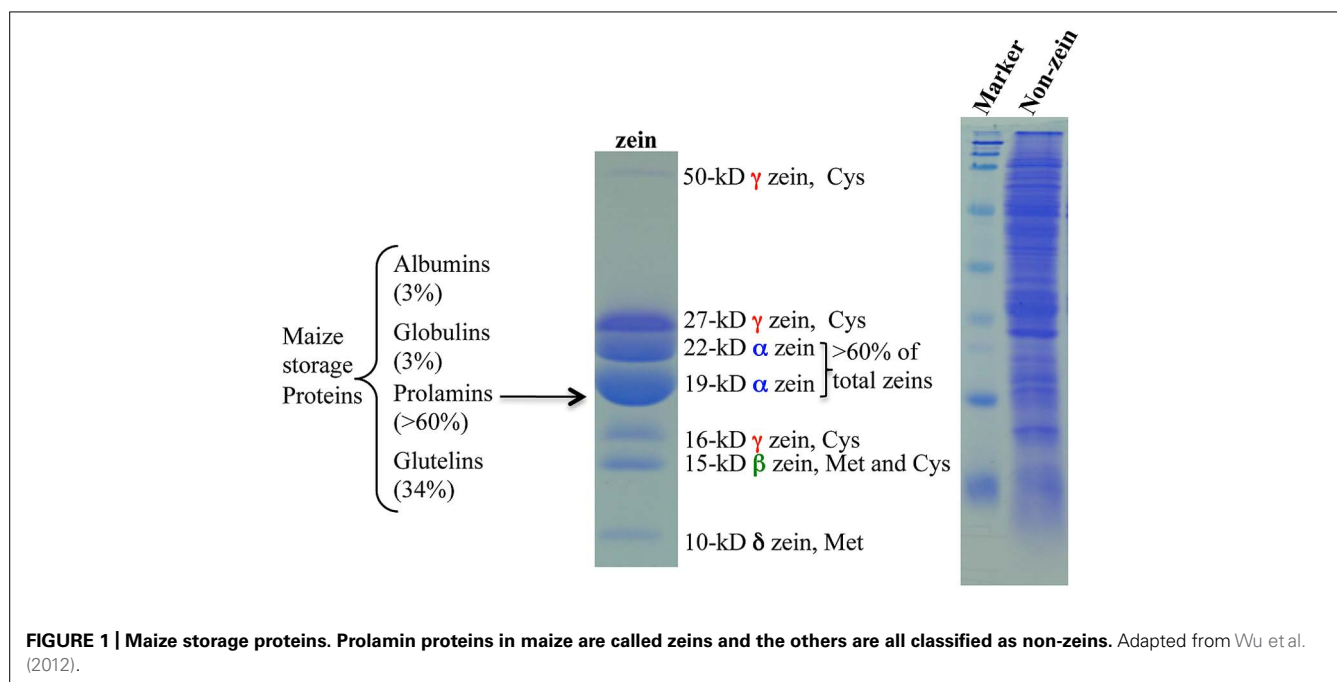 Marker
Non-zein
zein
50-kD γ zein, Cys
Albumins
(3%)
Globulins
(3%)
Prolamins
(>60%)
Glutelins
(34%)
Maize
storage
Proteins
27-kD γ zein, Cys
22-kD α zein
19-kD α zein
>60% of
total zeins
16-kD γ zein, Cys
15-kD β zein, Met and Cys
10-kD δ zein, Met
FIGURE 1 | Maize storage proteins. Prolamin proteins in maize are called zeins and the others are all classified as non-zeins. Adapted from Wu et al.
(2012).